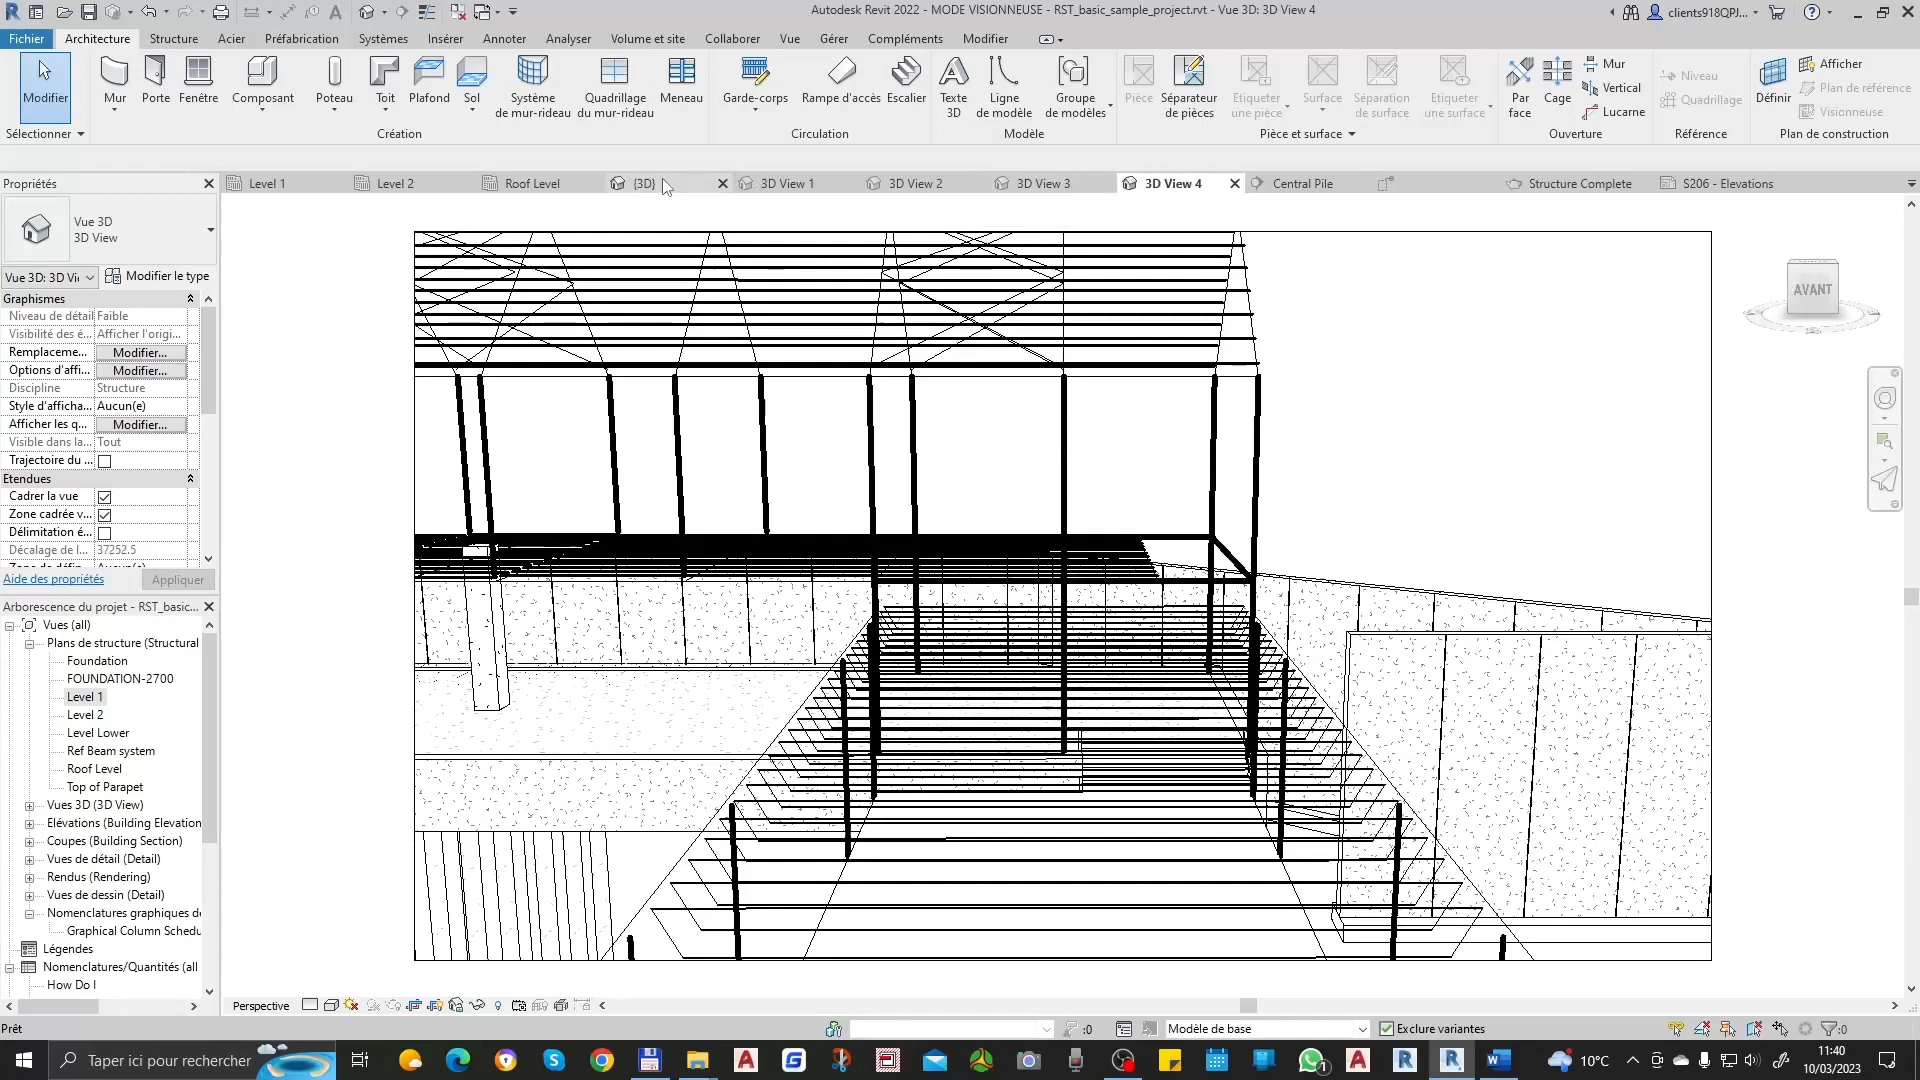 Autodesk Revit 2022 - MODE VISIONNEUSE - RST_basic_sample_project.rvt - Vue 3D: 3D View 4
clients918QPJ...
Fichier Architecture Structure Acier Préfabrication Systèmes Insérer Annoter Analyser Volume et site Collaborer Vue Gérer Compléments Modifier
Modifier Mur Porte Fenêtre Composant Poteau Toit Plafond Sol Système de mur-rideau Quadrillage du mur-rideau Meneau
Garde-corps Rampe d'accès Escalier
Texte 3D Ligne de modèle Groupe de modèles
Pièce Séparateur de pièces Etiqueter une pièce Surface Séparation de surface Etiqueter une surface
Par face Cage Mur Vertical Lucarne
Niveau Quadrillage
Définir Afficher Plan de référence Visionneuse
Sélectionner Création Circulation Modèle Pièce et surface Ouverture Référence Plan de construction
Propriétés
Level 1 Level 2 Roof Level {3D} 3D View 1 3D View 2 3D View 3 3D View 4 Central Pile Structure Complete S206 - Elevations
Vue 3D
3D View
Vue 3D: 3D Vi Modifier le type
Graphismes
Niveau de détail Faible
Visibilité des é... Afficher l'origi...
Remplaceme... Modifier...
Options d'affi... Modifier...
Discipline Structure
Style d'afficha... Aucun(e)
Afficher les q... Modifier...
Visible dans la... Tout
Trajectoire du ...
Etendues
Cadrer la vue
Zone cadrée v...
Délimitation é...
Décalage de l... 37252.5
Aide des propriétés Appliquer
Arborescence du projet - RST_basic...
Vues (all)
Plans de structure (Structural
Foundation
FOUNDATION-2700
Level 1
Level 2
Level Lower
Ref Beam system
Roof Level
Top of Parapet
Vues 3D (3D View)
Elévations (Building Elevation
Coupes (Building Section)
Vues de détail (Detail)
Rendus (Rendering)
Vues de dessin (Detail)
Nomenclatures graphiques de
Graphical Column Schedu
Légendes
Nomenclatures/Quantités (all
How Do I
AVANT
Perspective
Prêt
:0
Modèle de base
Exclure variantes
:0
Taper ici pour rechercher
10°C
11:40
10/03/2023